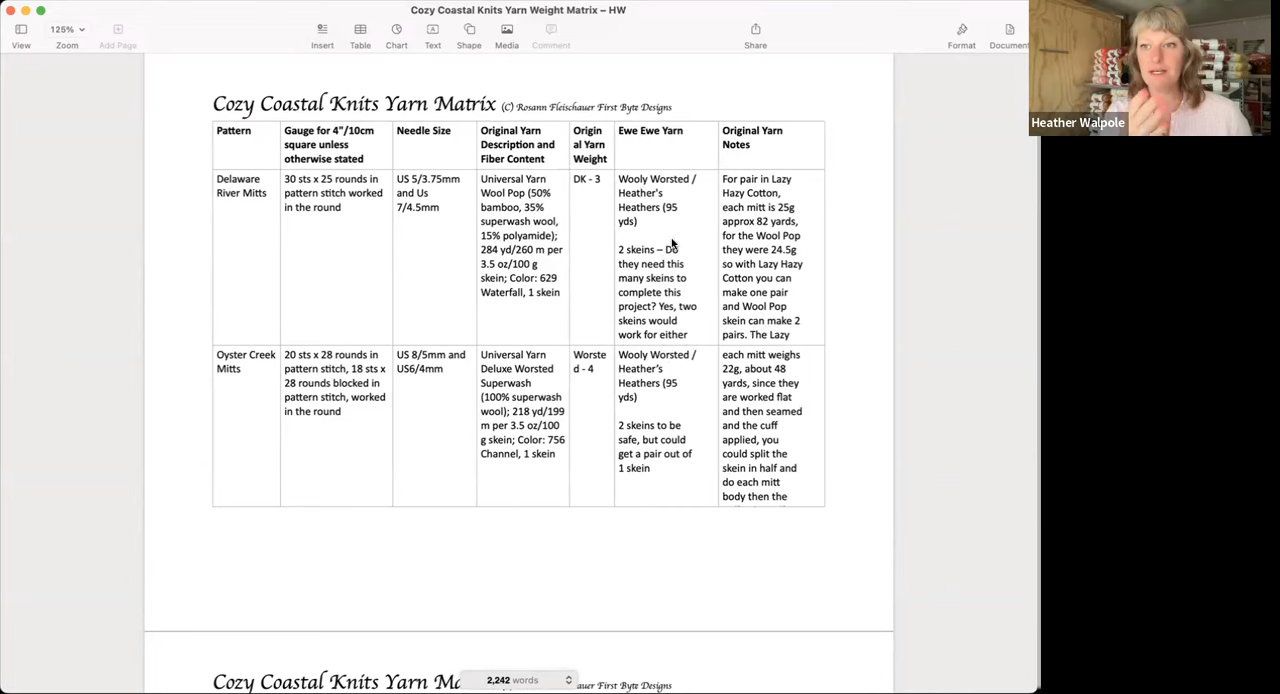 Cozy Coastal Knits Yarn Weight Matrix – HW
125%
View
Zoom
Add Page
Insert
Table
Chart
Text
Shape
Media
Comment
Share
Format
Document
Heather Walpole
Cozy Coastal Knits Yarn Matrix (C) Rosann Fleischauer First Byte Designs
Pattern
Gauge for 4"/10cm
square unless
otherwise stated
Needle Size
Original Yarn
Description and
Fiber Content
Origin
al Yarn
Weight
Ewe Ewe Yarn
Original Yarn
Notes
Delaware
River Mitts
30 sts x 25 rounds in
pattern stitch worked
in the round
US 5/3.75mm
and Us
7/4.5mm
Universal Yarn
Wool Pop (50%
bamboo, 35%
superwash wool,
15% polyamide);
284 yd/260 m per
3.5 oz/100 g
skein; Color: 629
Waterfall, 1 skein
DK - 3
Wooly Worsted /
Heather's
Heathers (95
yds)
2 skeins – Do
they need this
many skeins to
complete this
project? Yes, two
skeins would
work for either
For pair in Lazy
Hazy Cotton,
each mitt is 25g
approx 82 yards,
for the Wool Pop
they were 24.5g
so with Lazy Hazy
Cotton you can
make one pair
and Wool Pop
skein can make 2
pairs. The Lazy
Oyster Creek
Mitts
20 sts x 28 rounds in
pattern stitch, 18 sts x
28 rounds blocked in
pattern stitch, worked
in the round
US 8/5mm and
US6/4mm
Universal Yarn
Deluxe Worsted
Superwash
(100% superwash
wool); 218 yd/199
m per 3.5 oz/100
g skein; Color: 756
Channel, 1 skein
Worste
d - 4
Wooly Worsted /
Heather's
Heathers (95
yds)
2 skeins to be
safe, but could
get a pair out of
1 skein
each mitt weighs
22g, about 48
yards, since they
are worked flat
and then seamed
and the cuff
applied, you
could split the
skein in half and
do each mitt
body then the
Cozy Coastal Knits Yarn
2,242 words
auer First Byte Designs